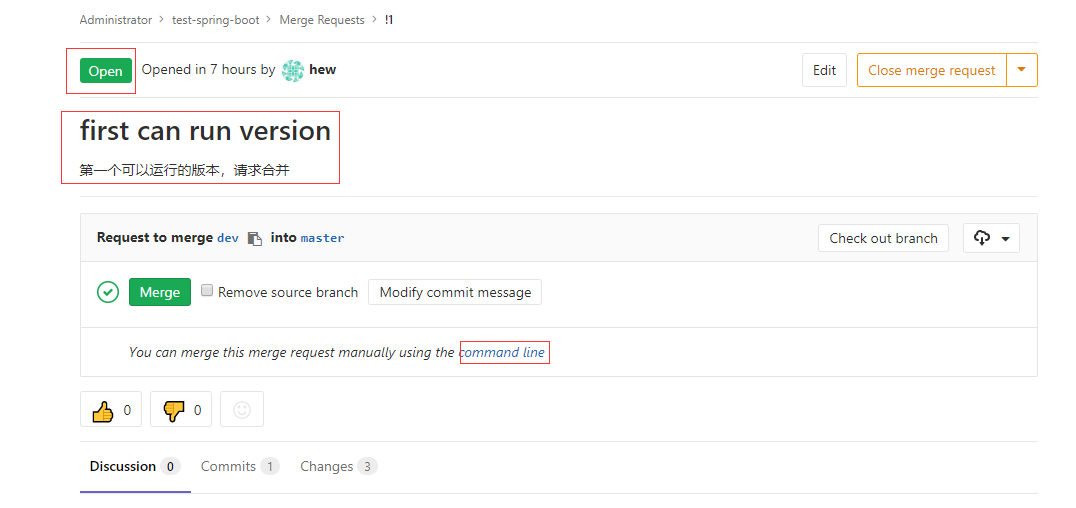 Administrator > test-spring-boot > Merge Requests > !1
Open Opened in 7 hours by hew Edit Close merge request
first can run version
第一个可以运行的版本，请求合并
Request to merge dev into master Check out branch
Merge Remove source branch Modify commit message
You can merge this merge request manually using the command line
0 0
Discussion 0 Commits 1 Changes 3